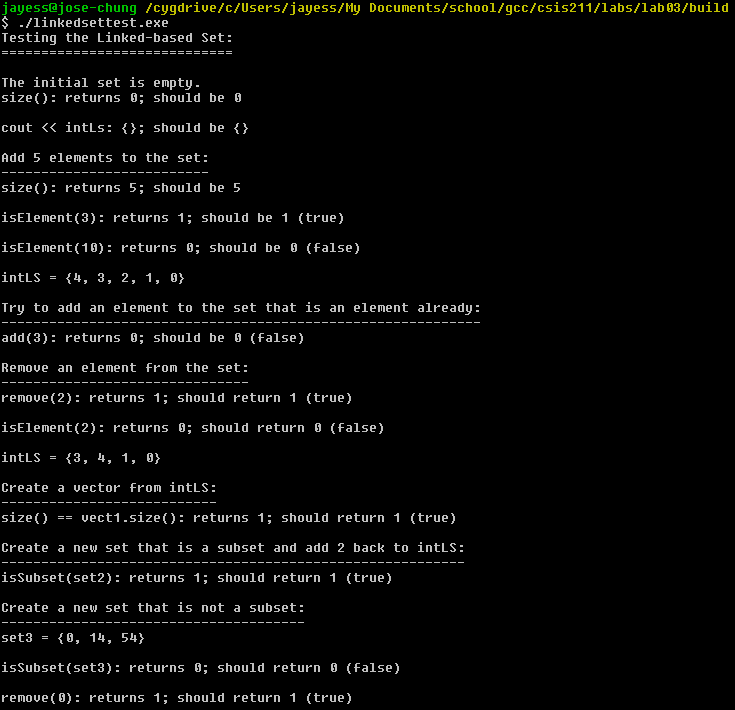 jayess@jose-chung /cygdrive/c/Users/jayess/My Documents/school/gcc/csis211/labs/lab03/build
$ ./linkedsettest.exe
Testing the Linked-based Set:
=============================
The initial set is empty.
size(): returns 0; should be 0
cout << intLs: {}; should be {}
Add 5 elements to the set:
--------------------------
size(): returns 5; should be 5
isElement(3): returns 1; should be 1 (true)
isElement(10): returns 0; should be 0 (false)
intLS = {4, 3, 2, 1, 0}
Try to add an element to the set that is an element already:
------------------------------------------------------------
add(3): returns 0; should be 0 (false)
Remove an element from the set:
-------------------------------
remove(2): returns 1; should return 1 (true)
isElement(2): returns 0; should return 0 (false)
intLS = {3, 4, 1, 0}
Create a vector from intLS:
---------------------------
size() == vect1.size(): returns 1; should return 1 (true)
Create a new set that is a subset and add 2 back to intLS:
----------------------------------------------------------
isSubset(set2): returns 1; should return 1 (true)
Create a new set that is not a subset:
--------------------------------------
set3 = {0, 14, 54}
isSubset(set3): returns 0; should return 0 (false)
remove(0): returns 1; should return 1 (true)